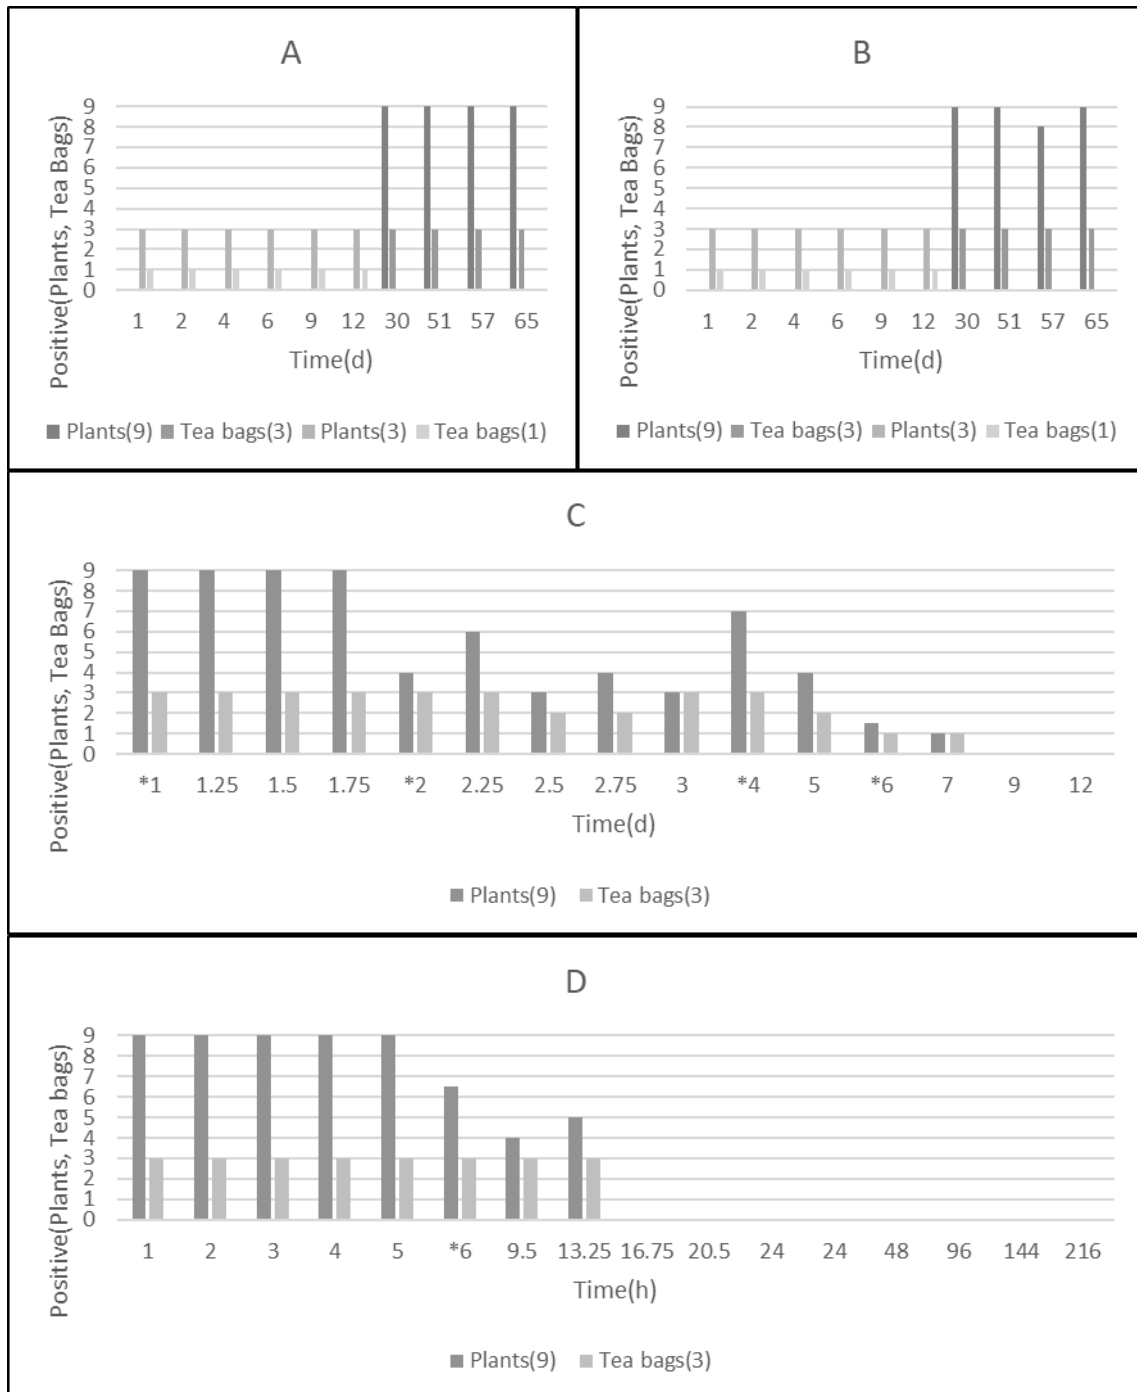 A
Positive(Plants, Tea Bags)
9
8
7
6
5
4
3
2
1
0
1 2 4 6 9 12 30 51 57 65
Time(d)
Plants(9) Tea bags(3) Plants(3) Tea bags(1)
B
Positive(Plants, Tea Bags)
9
8
7
6
5
4
3
2
1
0
1 2 4 6 9 12 30 51 57 65
Time(d)
Plants(9) Tea bags(3) Plants(3) Tea bags(1)
C
Positive(Plants, Tea Bags)
9
8
7
6
5
4
3
2
1
0
*1 1.25 1.5 1.75 *2 2.25 2.5 2.75 3 *4 5 *6 7 9 12
Time(d)
Plants(9) Tea bags(3)
D
Positive(Plants, Tea bags)
9
8
7
6
5
4
3
2
1
0
1 2 3 4 5 *6 9.5 13.25 16.75 20.5 24 24 48 96 144 216
Time(h)
Plants(9) Tea bags(3)